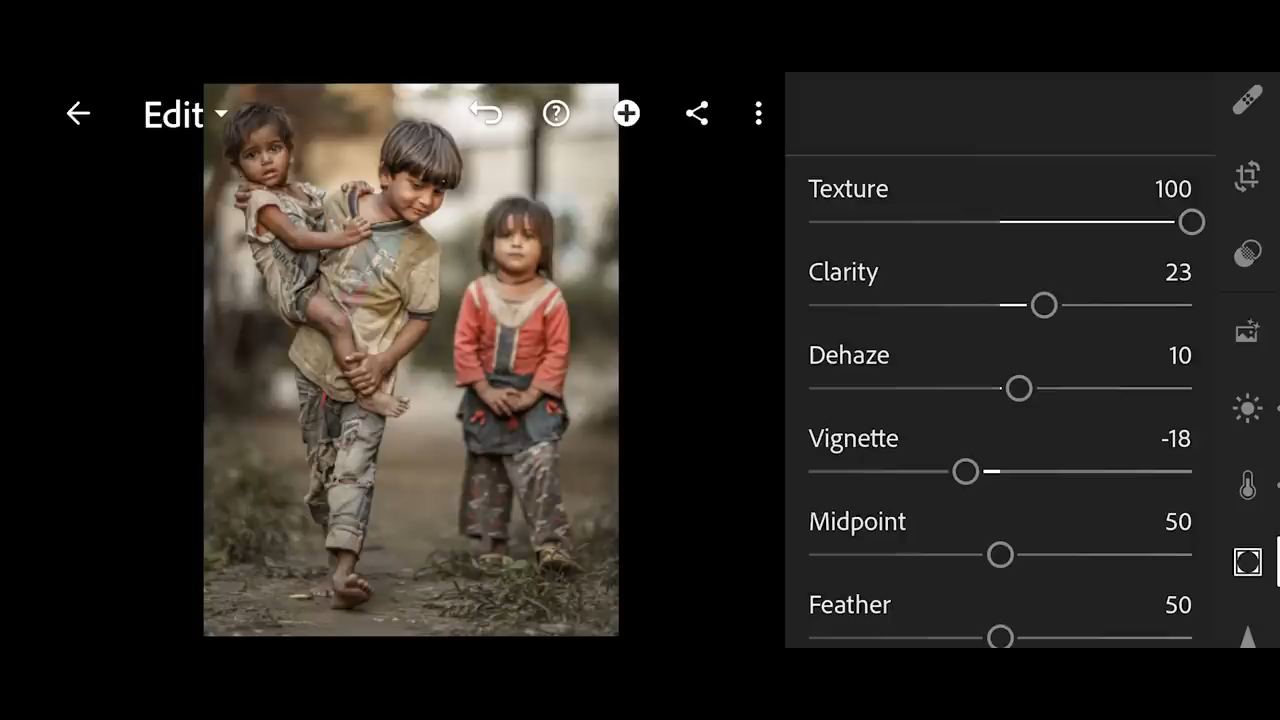 Edit
Texture 100
Clarity 23
Dehaze 10
Vignette -18
Midpoint 50
Feather 50